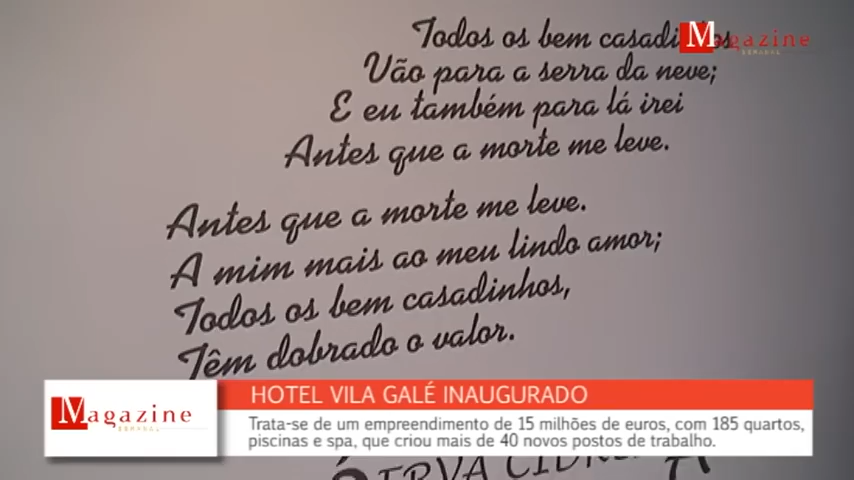 Todos os bem casadinhos
Vão para a serra da neve;
E eu também para lá irei
Antes que a morte me leve.
Antes que a morte me leve.
A mim mais ao meu lindo amor;
Todos os bem casadinhos,
Têm dobrado o valor.
Magazine
SEMANAL
HOTEL VILA GALÉ INAUGURADO
Trata-se de um empreendimento de 15 milhões de euros, com 185 quartos,
piscinas e spa, que criou mais de 40 novos postos de trabalho.
Magazine
SEMANAL